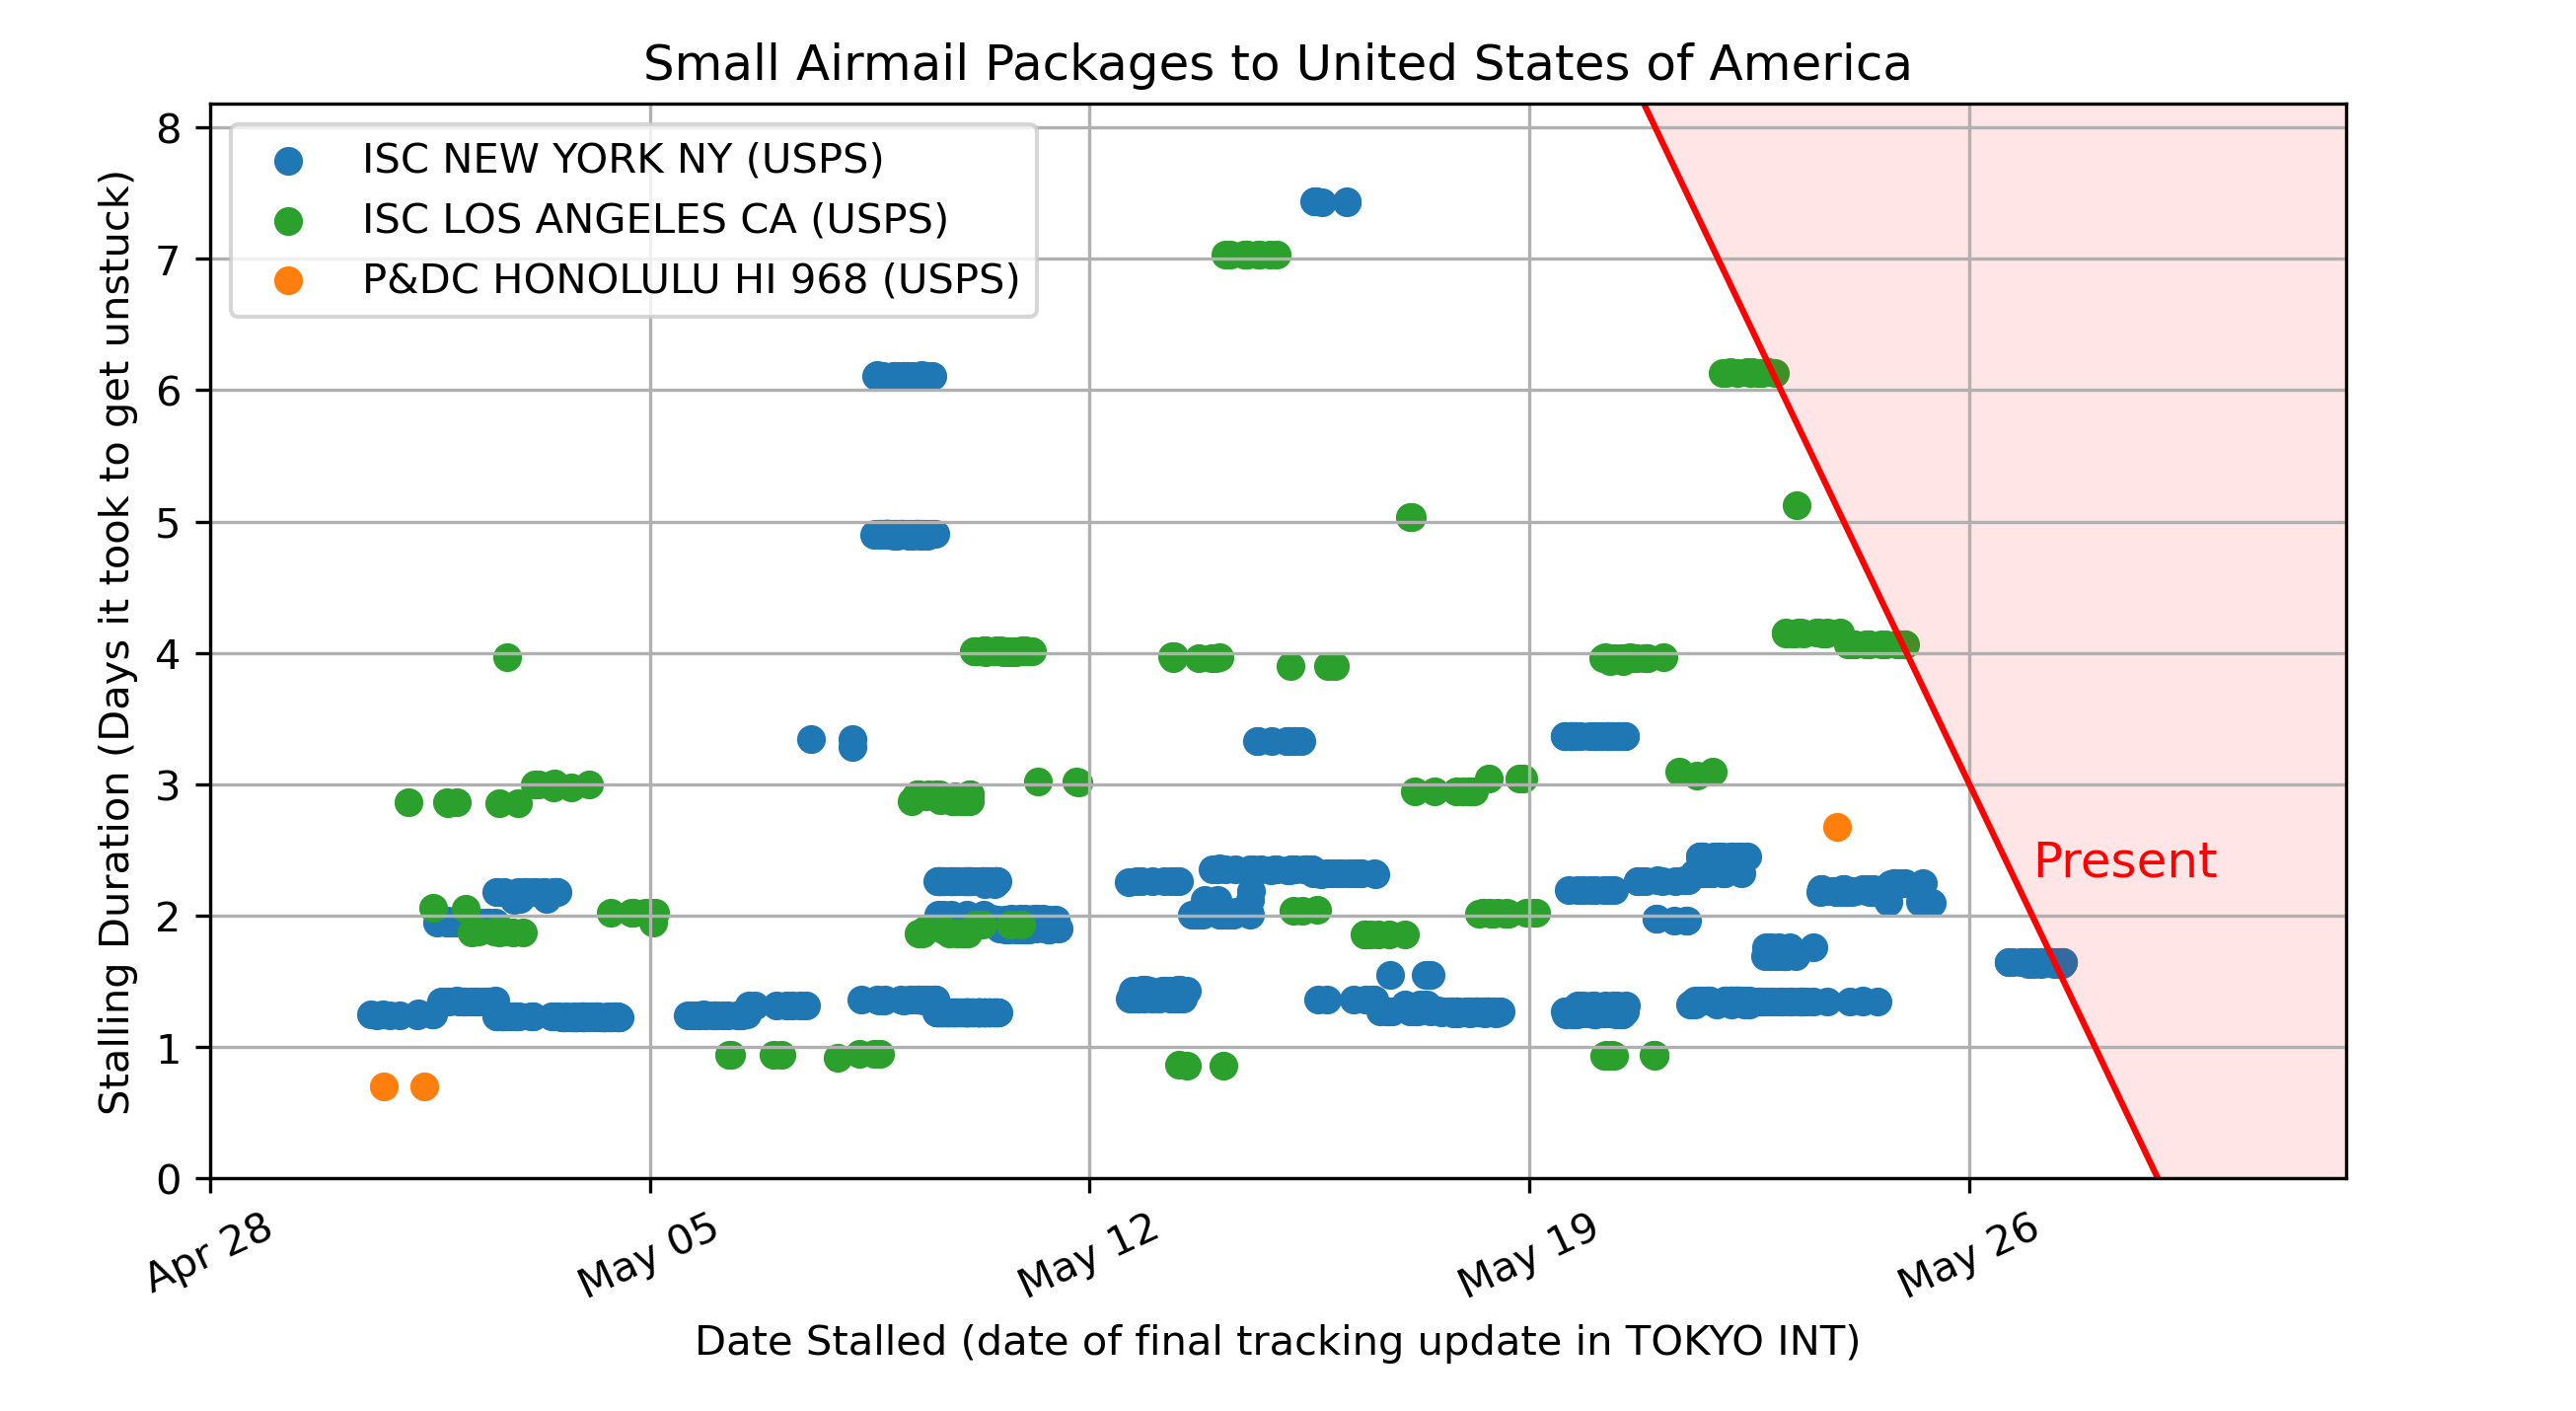 Small Airmail Packages to United States of America
ISC NEW YORK NY (USPS)
ISC LOS ANGELES CA (USPS)
P&DC HONOLULU HI 968 (USPS)
Stalling Duration (Days it took to get unstuck)
8
7
6
5
4
3
2
1
0
Present
Apr 28
May 05
May 12
May 19
May 26
Date Stalled (date of final tracking update in TOKYO INT)